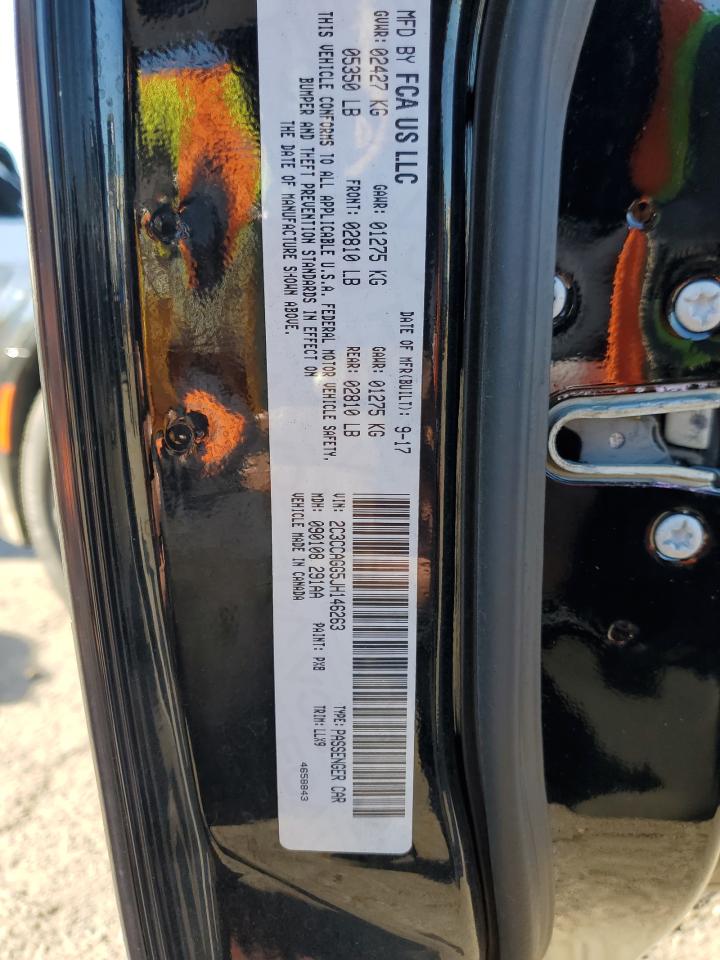 MFD BY FCA US LLC
DATE OF MFR(BUILT): 9-17
GVWR: 02427 KG GAWR: 01275 KG GAWR: 01275 KG
05350 LB FRONT: 02810 LB REAR: 02810 LB
THIS VEHICLE CONFORMS TO ALL APPLICABLE U.S.A. FEDERAL MOTOR VEHICLE SAFETY,
BUMPER AND THEFT PREVENTION STANDARDS IN EFFECT ON
THE DATE OF MANUFACTURE SHOWN ABOVE.
VIN: 2C3CCAGG5JH146263 TYPE: PASSENGER CAR
MDH: 090108 291AA PAINT: PX8 TRIM: LLX9
VEHICLE MADE IN CANADA 4658843